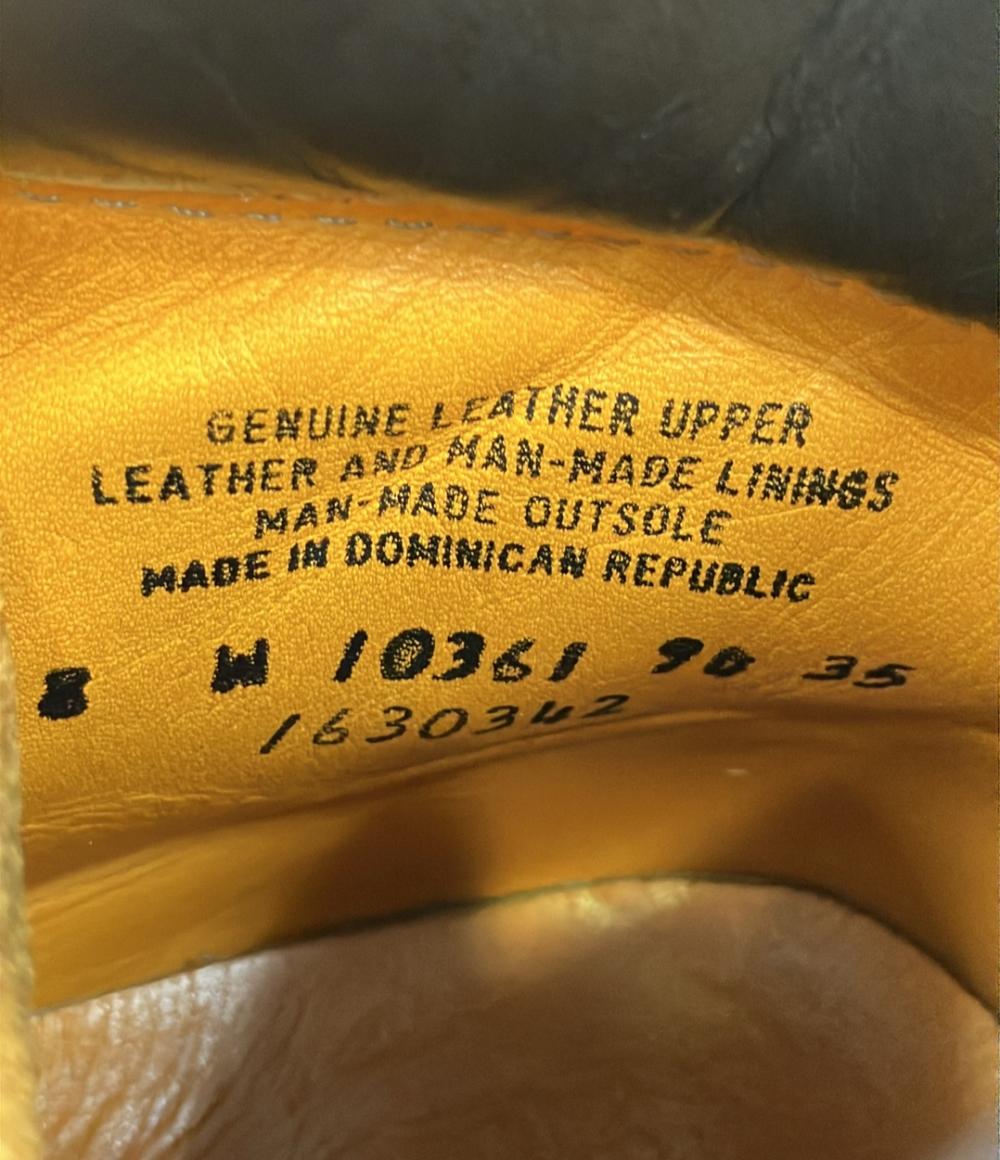 GENUINE LEATHER UPPER
LEATHER AND MAN-MADE LININGS
MAN-MADE OUTSOLE
MADE IN DOMINICAN REPUBLIC
8 W 10361 90 35
1630342